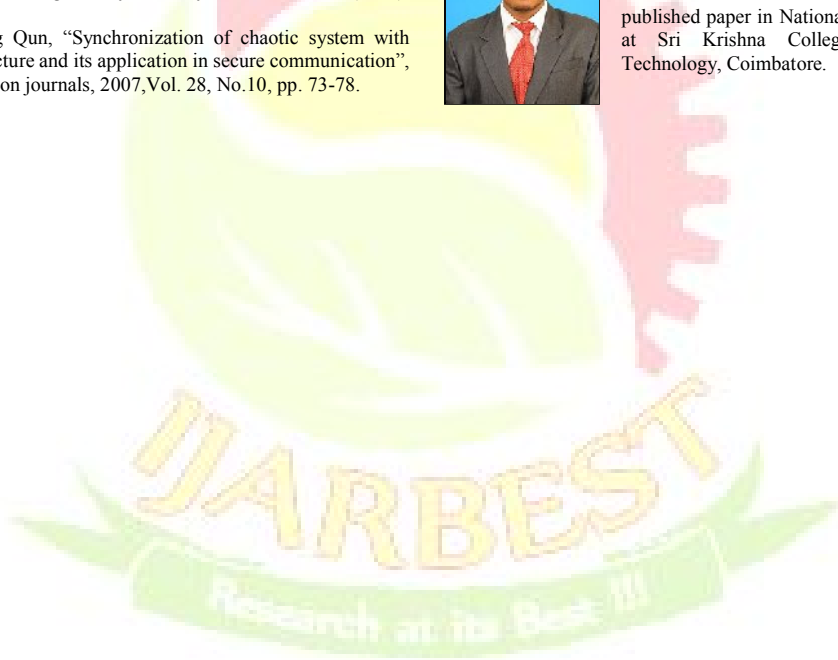 g Qun, “Synchronization of chaotic system with
cture and its application in secure communication”,
on journals, 2007,Vol. 28, No.10, pp. 73-78.
published paper in Nationa
at Sri Krishna Colleg
Technology, Coimbatore.
IJARBEST
Research at its Best !!!